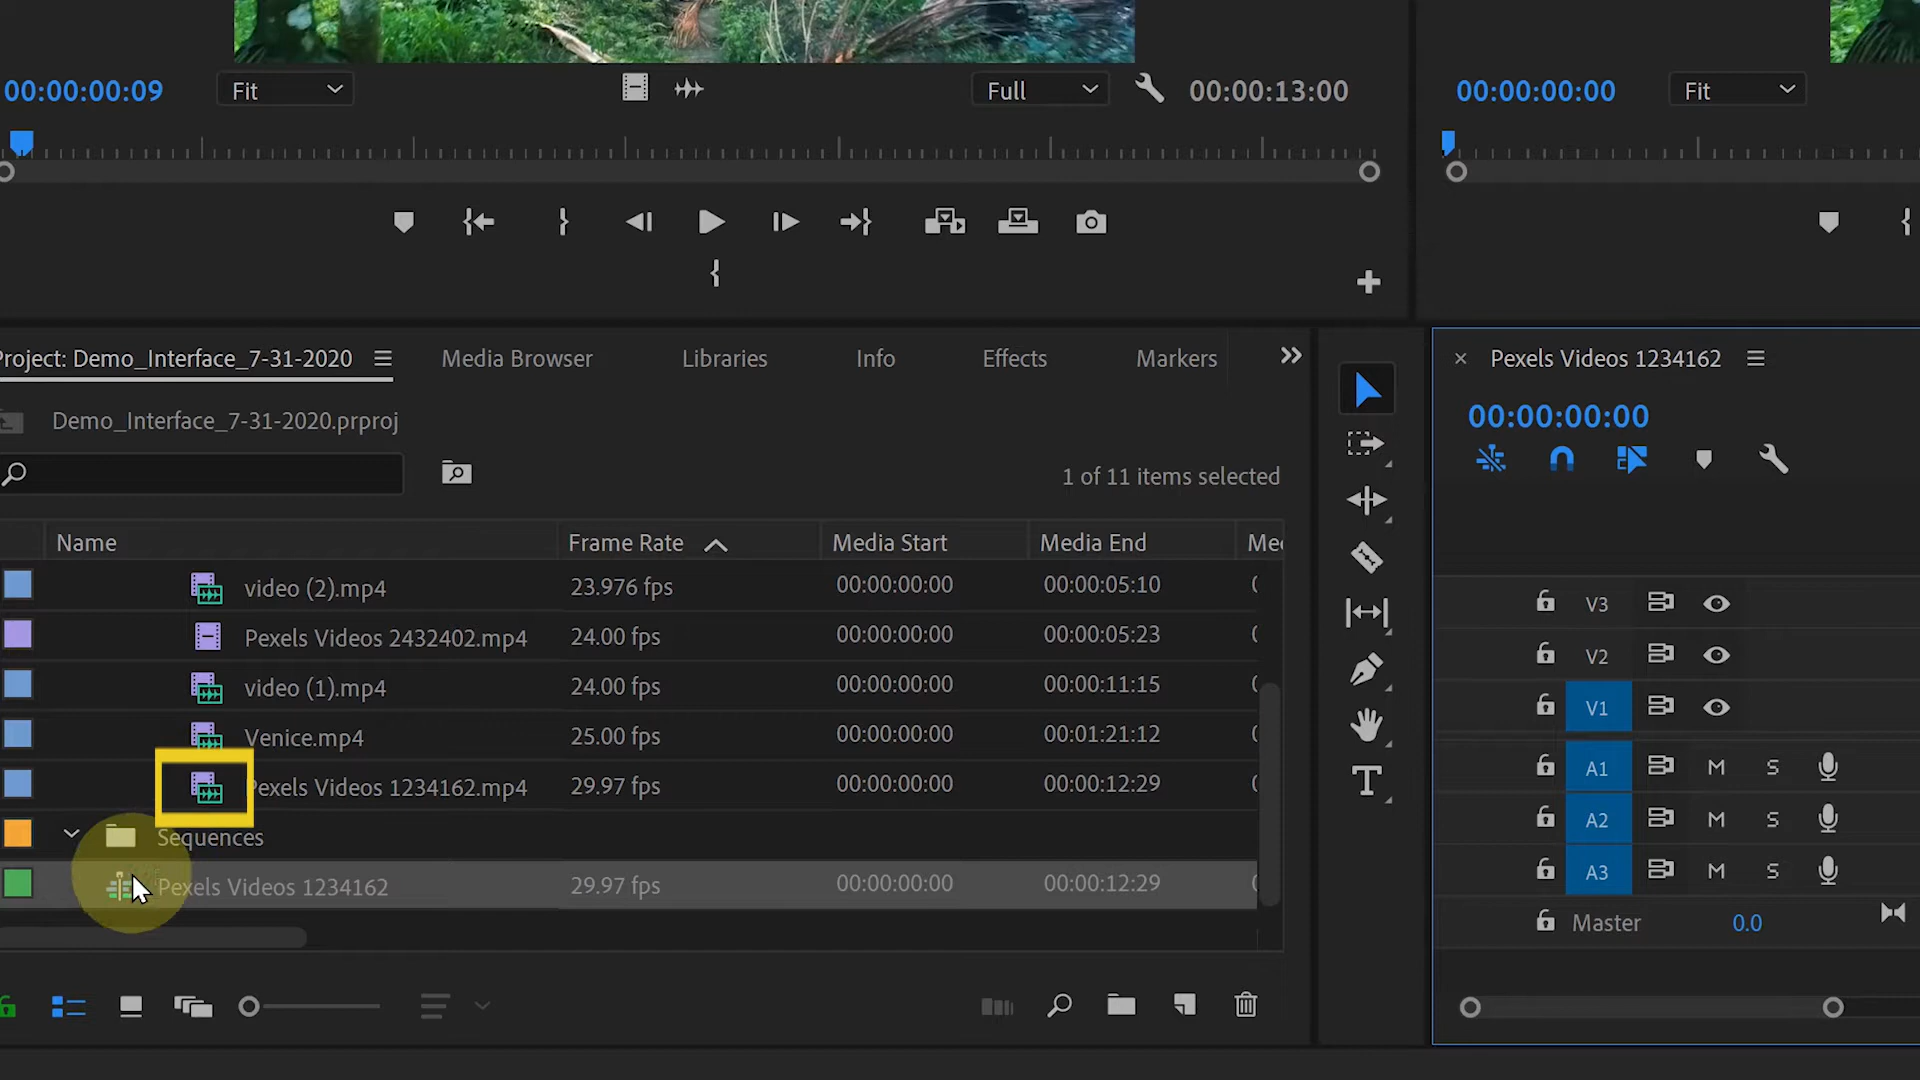 00:00:00:09 Fit Full 00:00:13:00 00:00:00:00 Fit
Project: Demo_Interface_7-31-2020 Media Browser Libraries Info Effects Markers
Pexels Videos 1234162
Demo_Interface_7-31-2020.prproj
00:00:00:00
1 of 11 items selected
Name Frame Rate Media Start Media End Med
video (2).mp4 23.976 fps 00:00:00:00 00:00:05:10
V3
Pexels Videos 2432402.mp4 24.00 fps 00:00:00:00 00:00:05:23
V2
video (1).mp4 24.00 fps 00:00:00:00 00:00:11:15
V1
Venice.mp4 25.00 fps 00:00:00:00 00:01:21:12
A1 M S
Pexels Videos 1234162.mp4 29.97 fps 00:00:00:00 00:00:12:29
A2 M S
Sequences
A3 M S
Pexels Videos 1234162 29.97 fps 00:00:00:00 00:00:12:29
Master 0.0